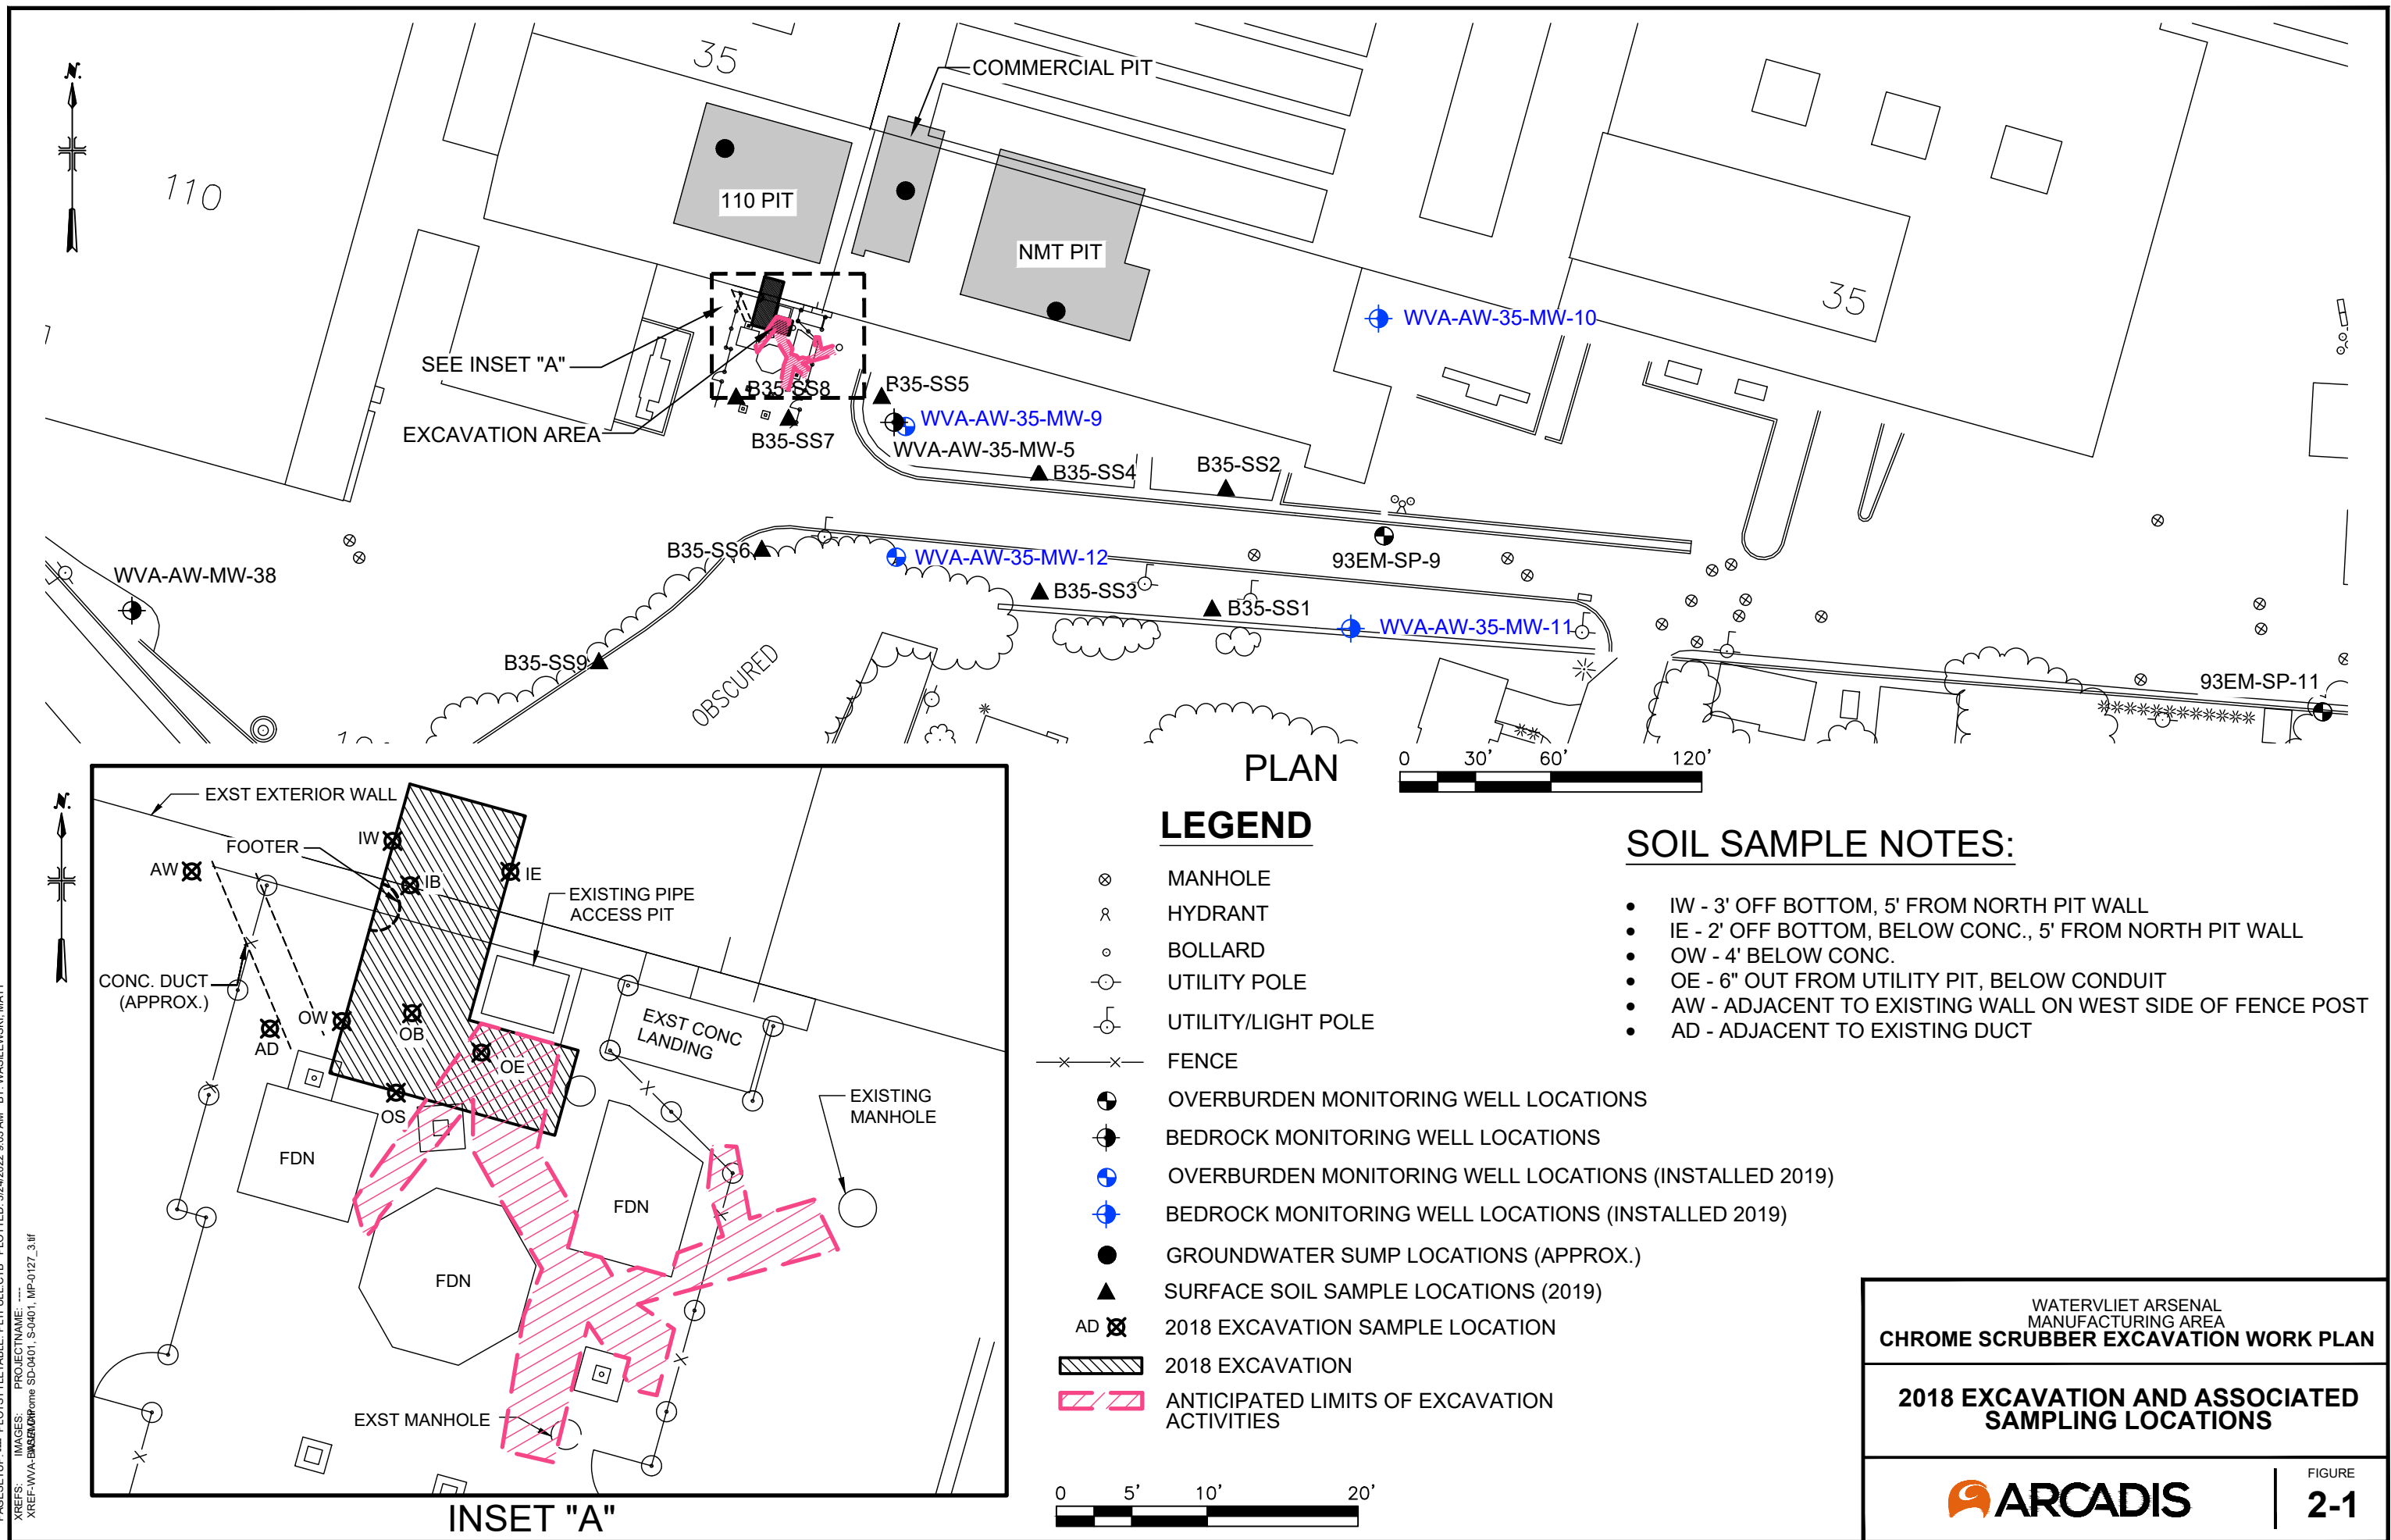 N.
110
35
COMMERCIAL PIT
110 PIT
NMT PIT
35
SEE INSET "A"
EXCAVATION AREA
WVA-AW-35-MW-10
B35-SS8
B35-SS5
WVA-AW-35-MW-9
B35-SS7
WVA-AW-35-MW-5
B35-SS4
B35-SS2
B35-SS6
WVA-AW-35-MW-12
93EM-SP-9
WVA-AW-MW-38
B35-SS3
B35-SS1
WVA-AW-35-MW-11
B35-SS9
OBSCURED
93EM-SP-11
PLAN
0 30' 60' 120'
N.
EXST EXTERIOR WALL
IW
FOOTER
AW
IB
IE
EXISTING PIPE
ACCESS PIT
CONC. DUCT
(APPROX.)
OW
OB
AD
EXST CONC
LANDING
OE
OS
EXISTING
MANHOLE
FDN
FDN
FDN
EXST MANHOLE
INSET "A"
LEGEND
MANHOLE
HYDRANT
BOLLARD
UTILITY POLE
UTILITY/LIGHT POLE
FENCE
OVERBURDEN MONITORING WELL LOCATIONS
BEDROCK MONITORING WELL LOCATIONS
OVERBURDEN MONITORING WELL LOCATIONS (INSTALLED 2019)
BEDROCK MONITORING WELL LOCATIONS (INSTALLED 2019)
GROUNDWATER SUMP LOCATIONS (APPROX.)
SURFACE SOIL SAMPLE LOCATIONS (2019)
AD 2018 EXCAVATION SAMPLE LOCATION
2018 EXCAVATION
ANTICIPATED LIMITS OF EXCAVATION
ACTIVITIES
0 5' 10' 20'
SOIL SAMPLE NOTES:
• IW - 3' OFF BOTTOM, 5' FROM NORTH PIT WALL
• IE - 2' OFF BOTTOM, BELOW CONC., 5' FROM NORTH PIT WALL
• OW - 4' BELOW CONC.
• OE - 6" OUT FROM UTILITY PIT, BELOW CONDUIT
• AW - ADJACENT TO EXISTING WALL ON WEST SIDE OF FENCE POST
• AD - ADJACENT TO EXISTING DUCT
WATERVLIET ARSENAL
MANUFACTURING AREA
CHROME SCRUBBER EXCAVATION WORK PLAN
2018 EXCAVATION AND ASSOCIATED
SAMPLING LOCATIONS
ARCADIS
FIGURE
2-1
XREFS: IMAGES: PROJECTNAME: ----
SD-0401, S-0401, MP-0127_3.tif